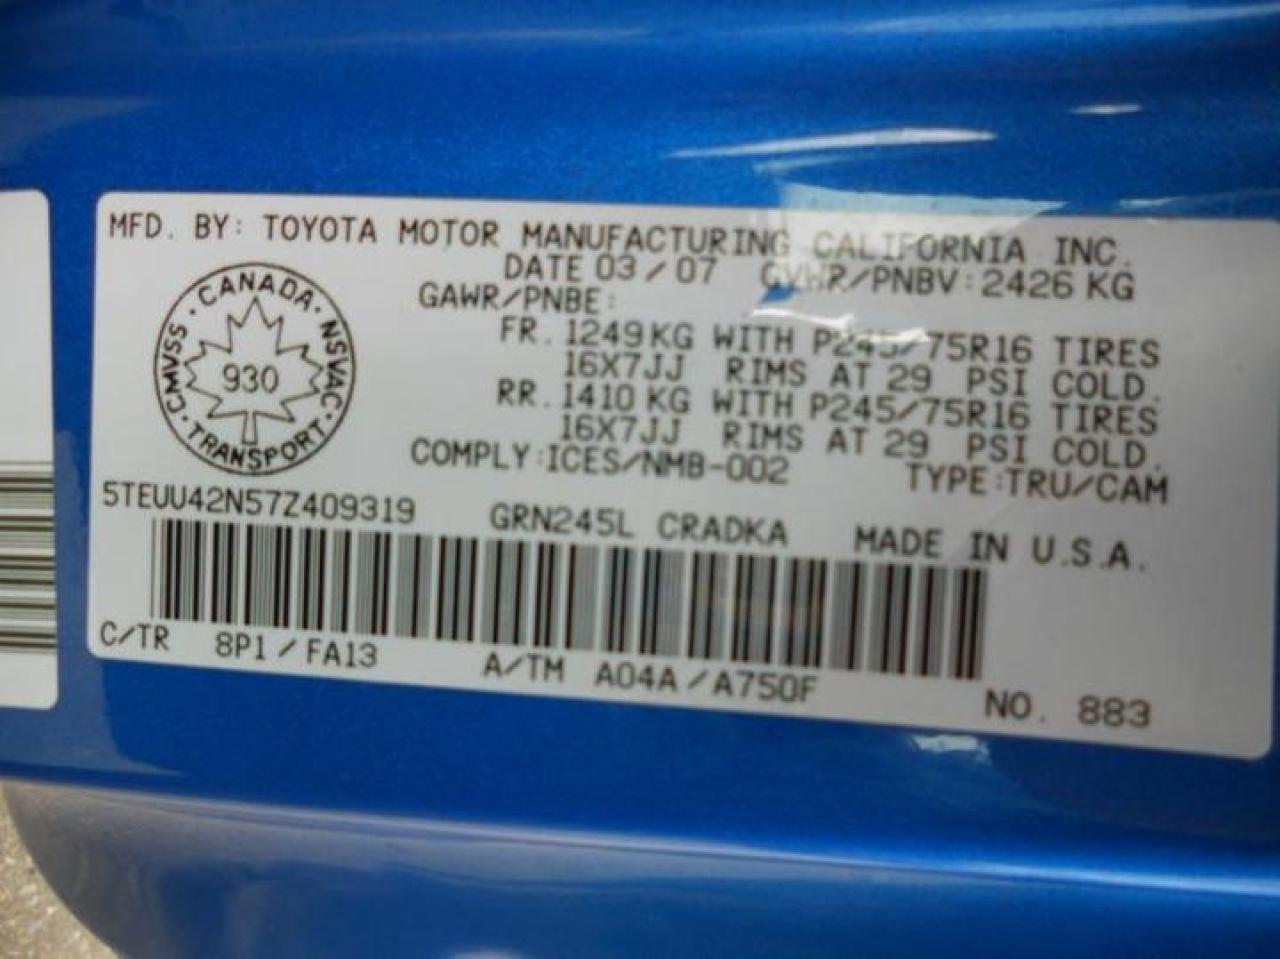 MFD. BY: TOYOTA MOTOR MANUFACTURING CALIFORNIA INC.
DATE 03/07 GVWR/PNBV:2426 KG
GAWR/PNBE:
FR. 1249KG WITH P245/75R16 TIRES
16X7JJ RIMS AT 29 PSI COLD.
RR. 1410 KG WITH P245/75R16 TIRES
16X7JJ RIMS AT 29 PSI COLD.
COMPLY:ICES/NMB-002 TYPE:TRU/CAM
CANADA · NSVAC · TRANSPORT · CMVSS ·
930
5TEUU42N57Z409319 GRN245L CRADKA MADE IN U.S.A.
C/TR 8P1/FA13 A/TM A04A/A750F NO. 883